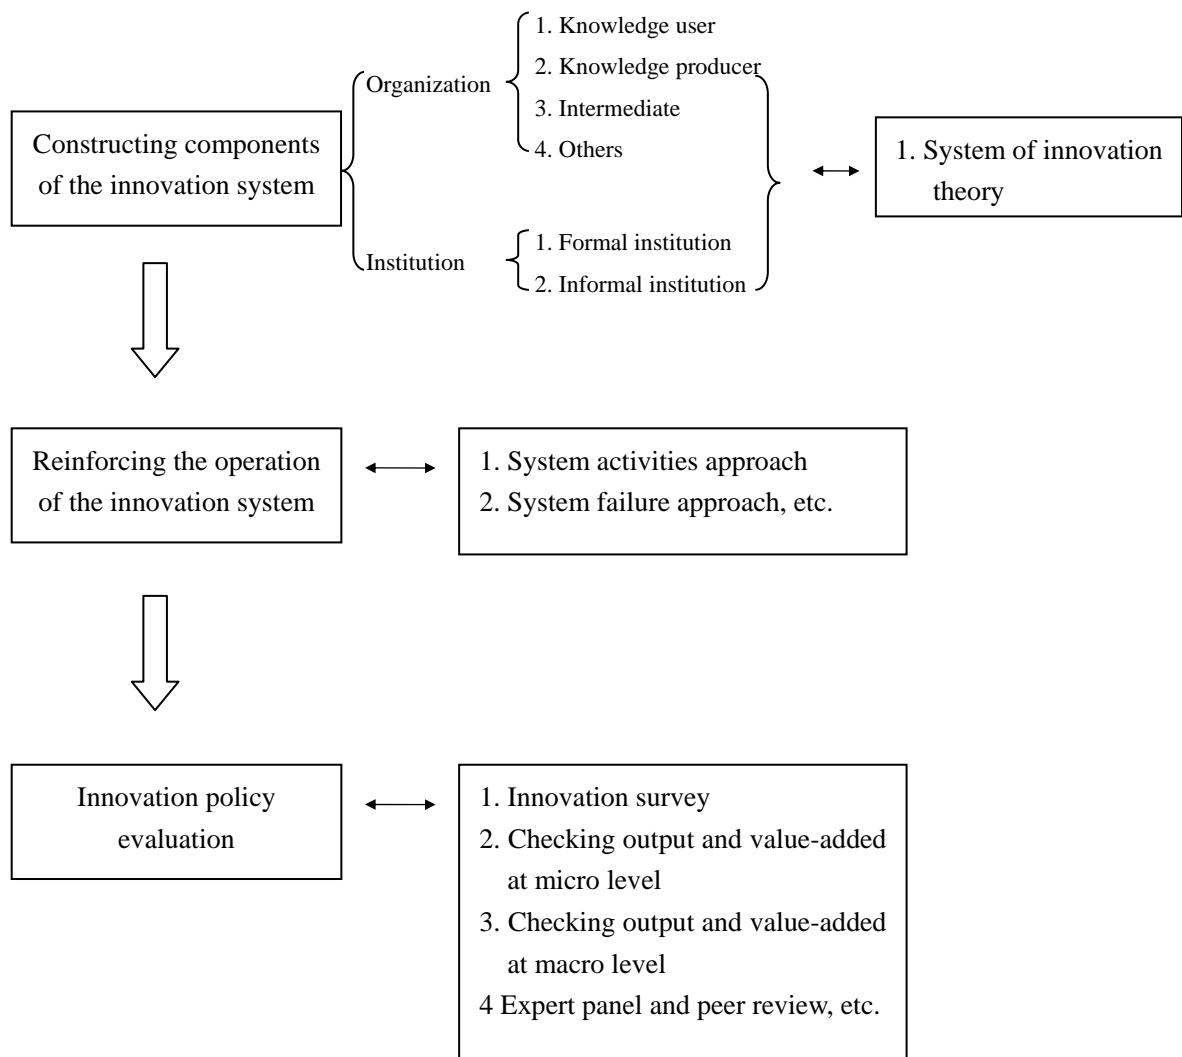 1. Knowledge user
2. Knowledge producer
Organization
3. Intermediate
4. Others
Constructing components
of the innovation system
1. System of innovation
theory
1. Formal institution
Institution
2. Informal institution
Reinforcing the operation
of the innovation system
1. System activities approach
2. System failure approach, etc.
Innovation policy
evaluation
1. Innovation survey
2. Checking output and value-added
at micro level
3. Checking output and value-added
at macro level
4 Expert panel and peer review, etc.